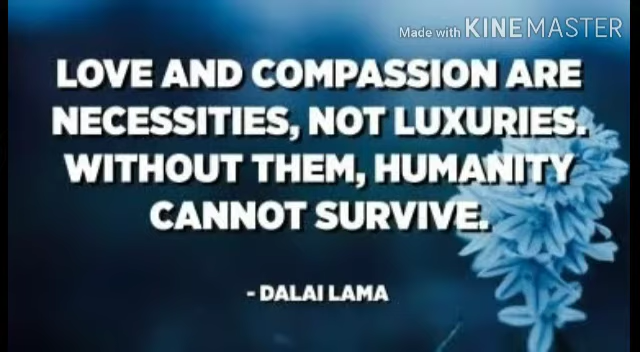 Made with KINEMASTER
LOVE AND COMPASSION ARE
NECESSITIES, NOT LUXURIES.
WITHOUT THEM, HUMANITY
CANNOT SURVIVE.
- DALAI LAMA